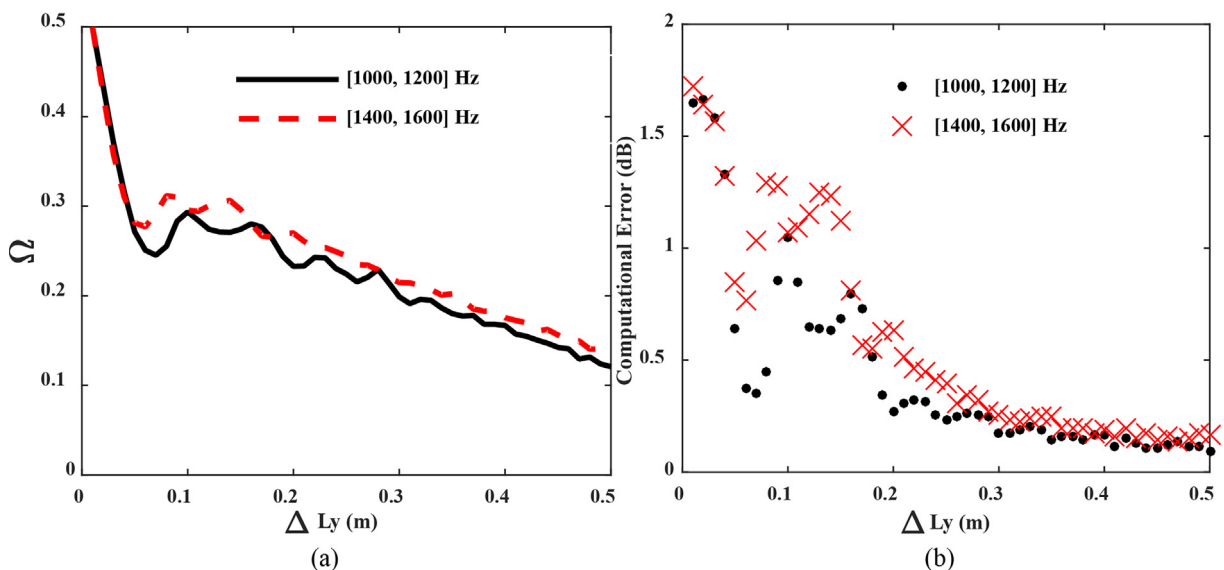 0.5
0.4
0.3
0.2
0.1
0
Ω
[1000, 1200] Hz
[1400, 1600] Hz
0 0.1 0.2 0.3 0.4 0.5
Δ Ly (m)
(a)
2
1.5
1
0.5
0
Computational Error (dB)
[1000, 1200] Hz
[1400, 1600] Hz
0 0.1 0.2 0.3 0.4 0.5
Δ Ly (m)
(b)